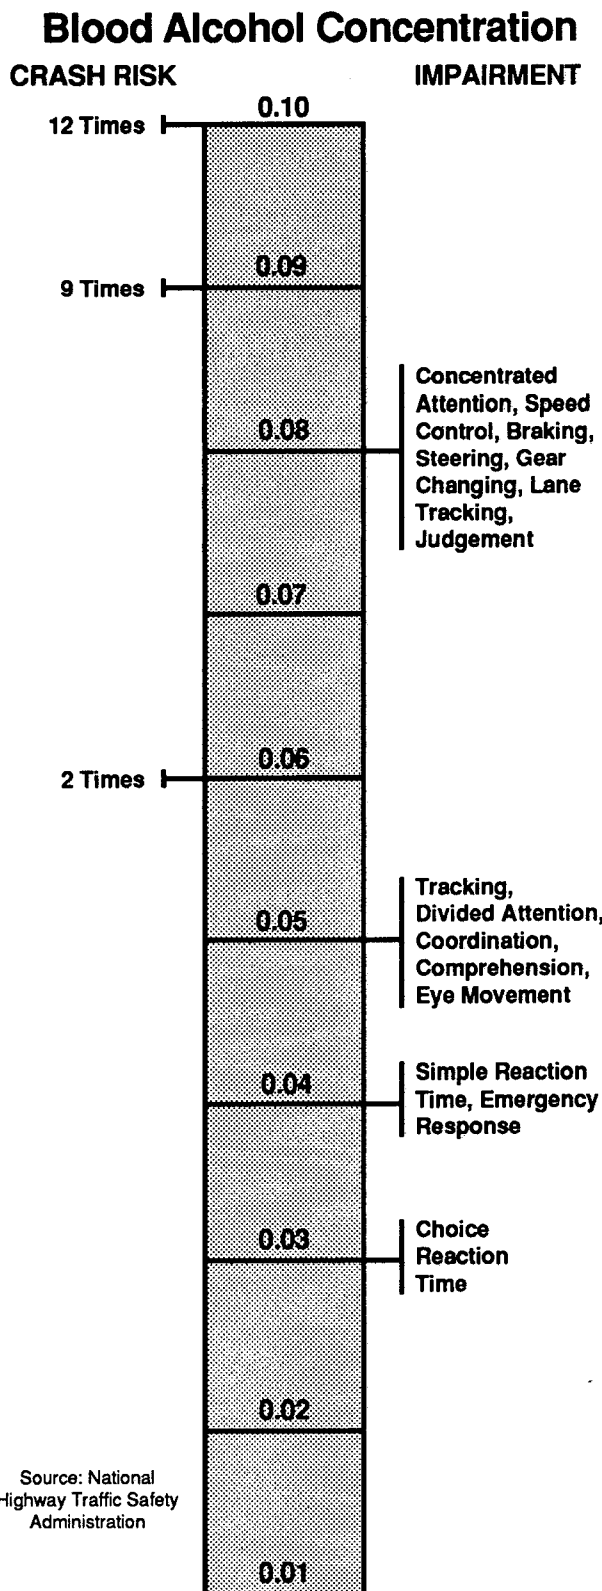 Blood Alcohol Concentration
CRASH RISK
IMPAIRMENT
0.10
12 Times
0.09
9 Times
Concentrated
Attention, Speed
Control, Braking,
Steering, Gear
Changing, Lane
Tracking,
Judgement
0.08
0.07
0.06
2 Times
Tracking,
Divided Attention,
Coordination,
Comprehension,
Eye Movement
0.05
Simple Reaction
Time, Emergency
Response
0.04
Choice
Reaction
Time
0.03
0.02
Source: National
Highway Traffic Safety
Administration
0.01